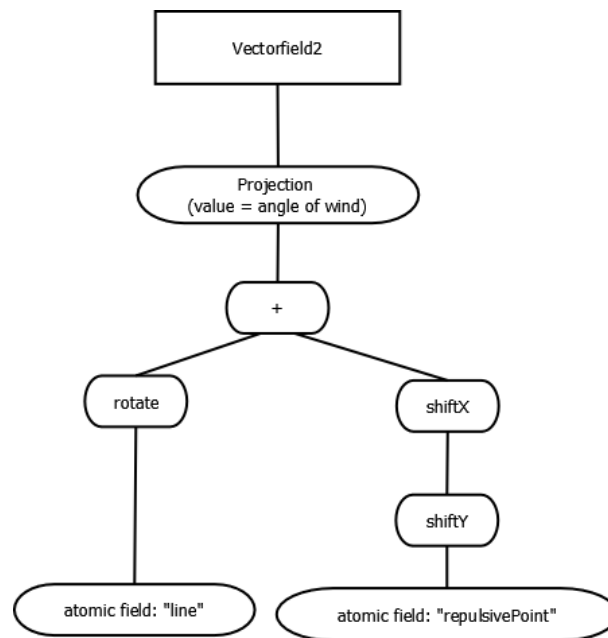 Vectorfield2
Projection
(value = angle of wind)
+
rotate
shiftX
shiftY
atomic field: "line"
atomic field: "repulsivePoint"